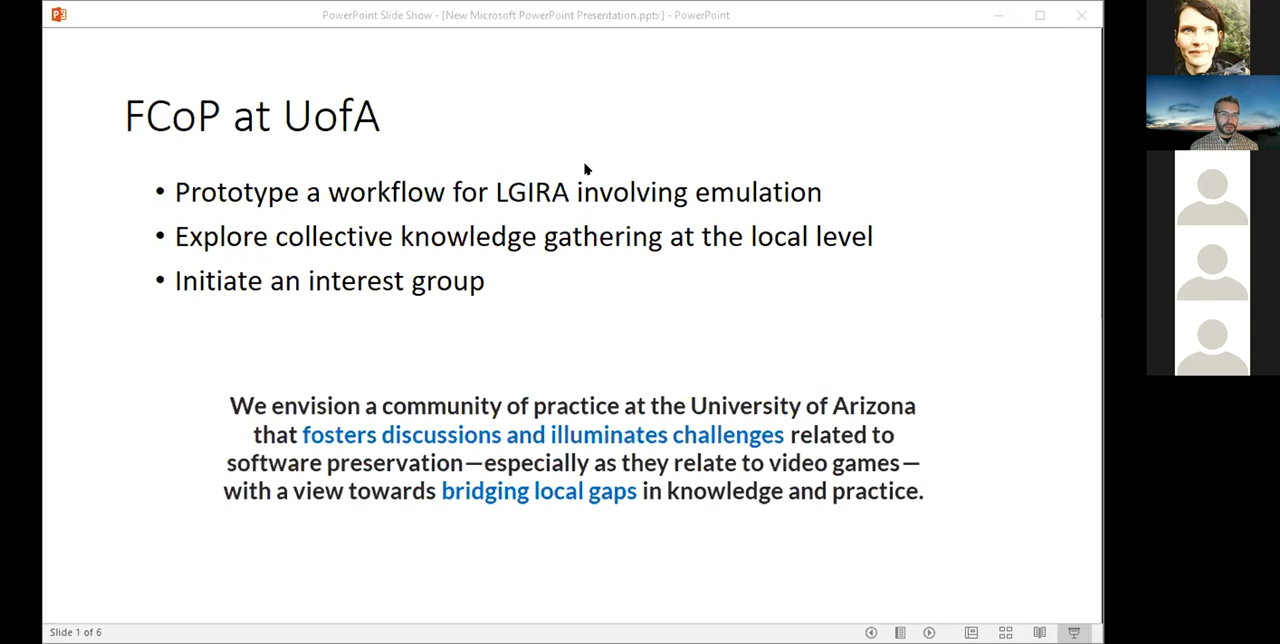 PowerPoint Slide Show - [New Microsoft PowerPoint Presentation.pptx] - PowerPoint
FCoP at UofA
• Prototype a workflow for LGIRA involving emulation
• Explore collective knowledge gathering at the local level
• Initiate an interest group
We envision a community of practice at the University of Arizona
that fosters discussions and illuminates challenges related to
software preservation—especially as they relate to video games—
with a view towards bridging local gaps in knowledge and practice.
Slide 1 of 6